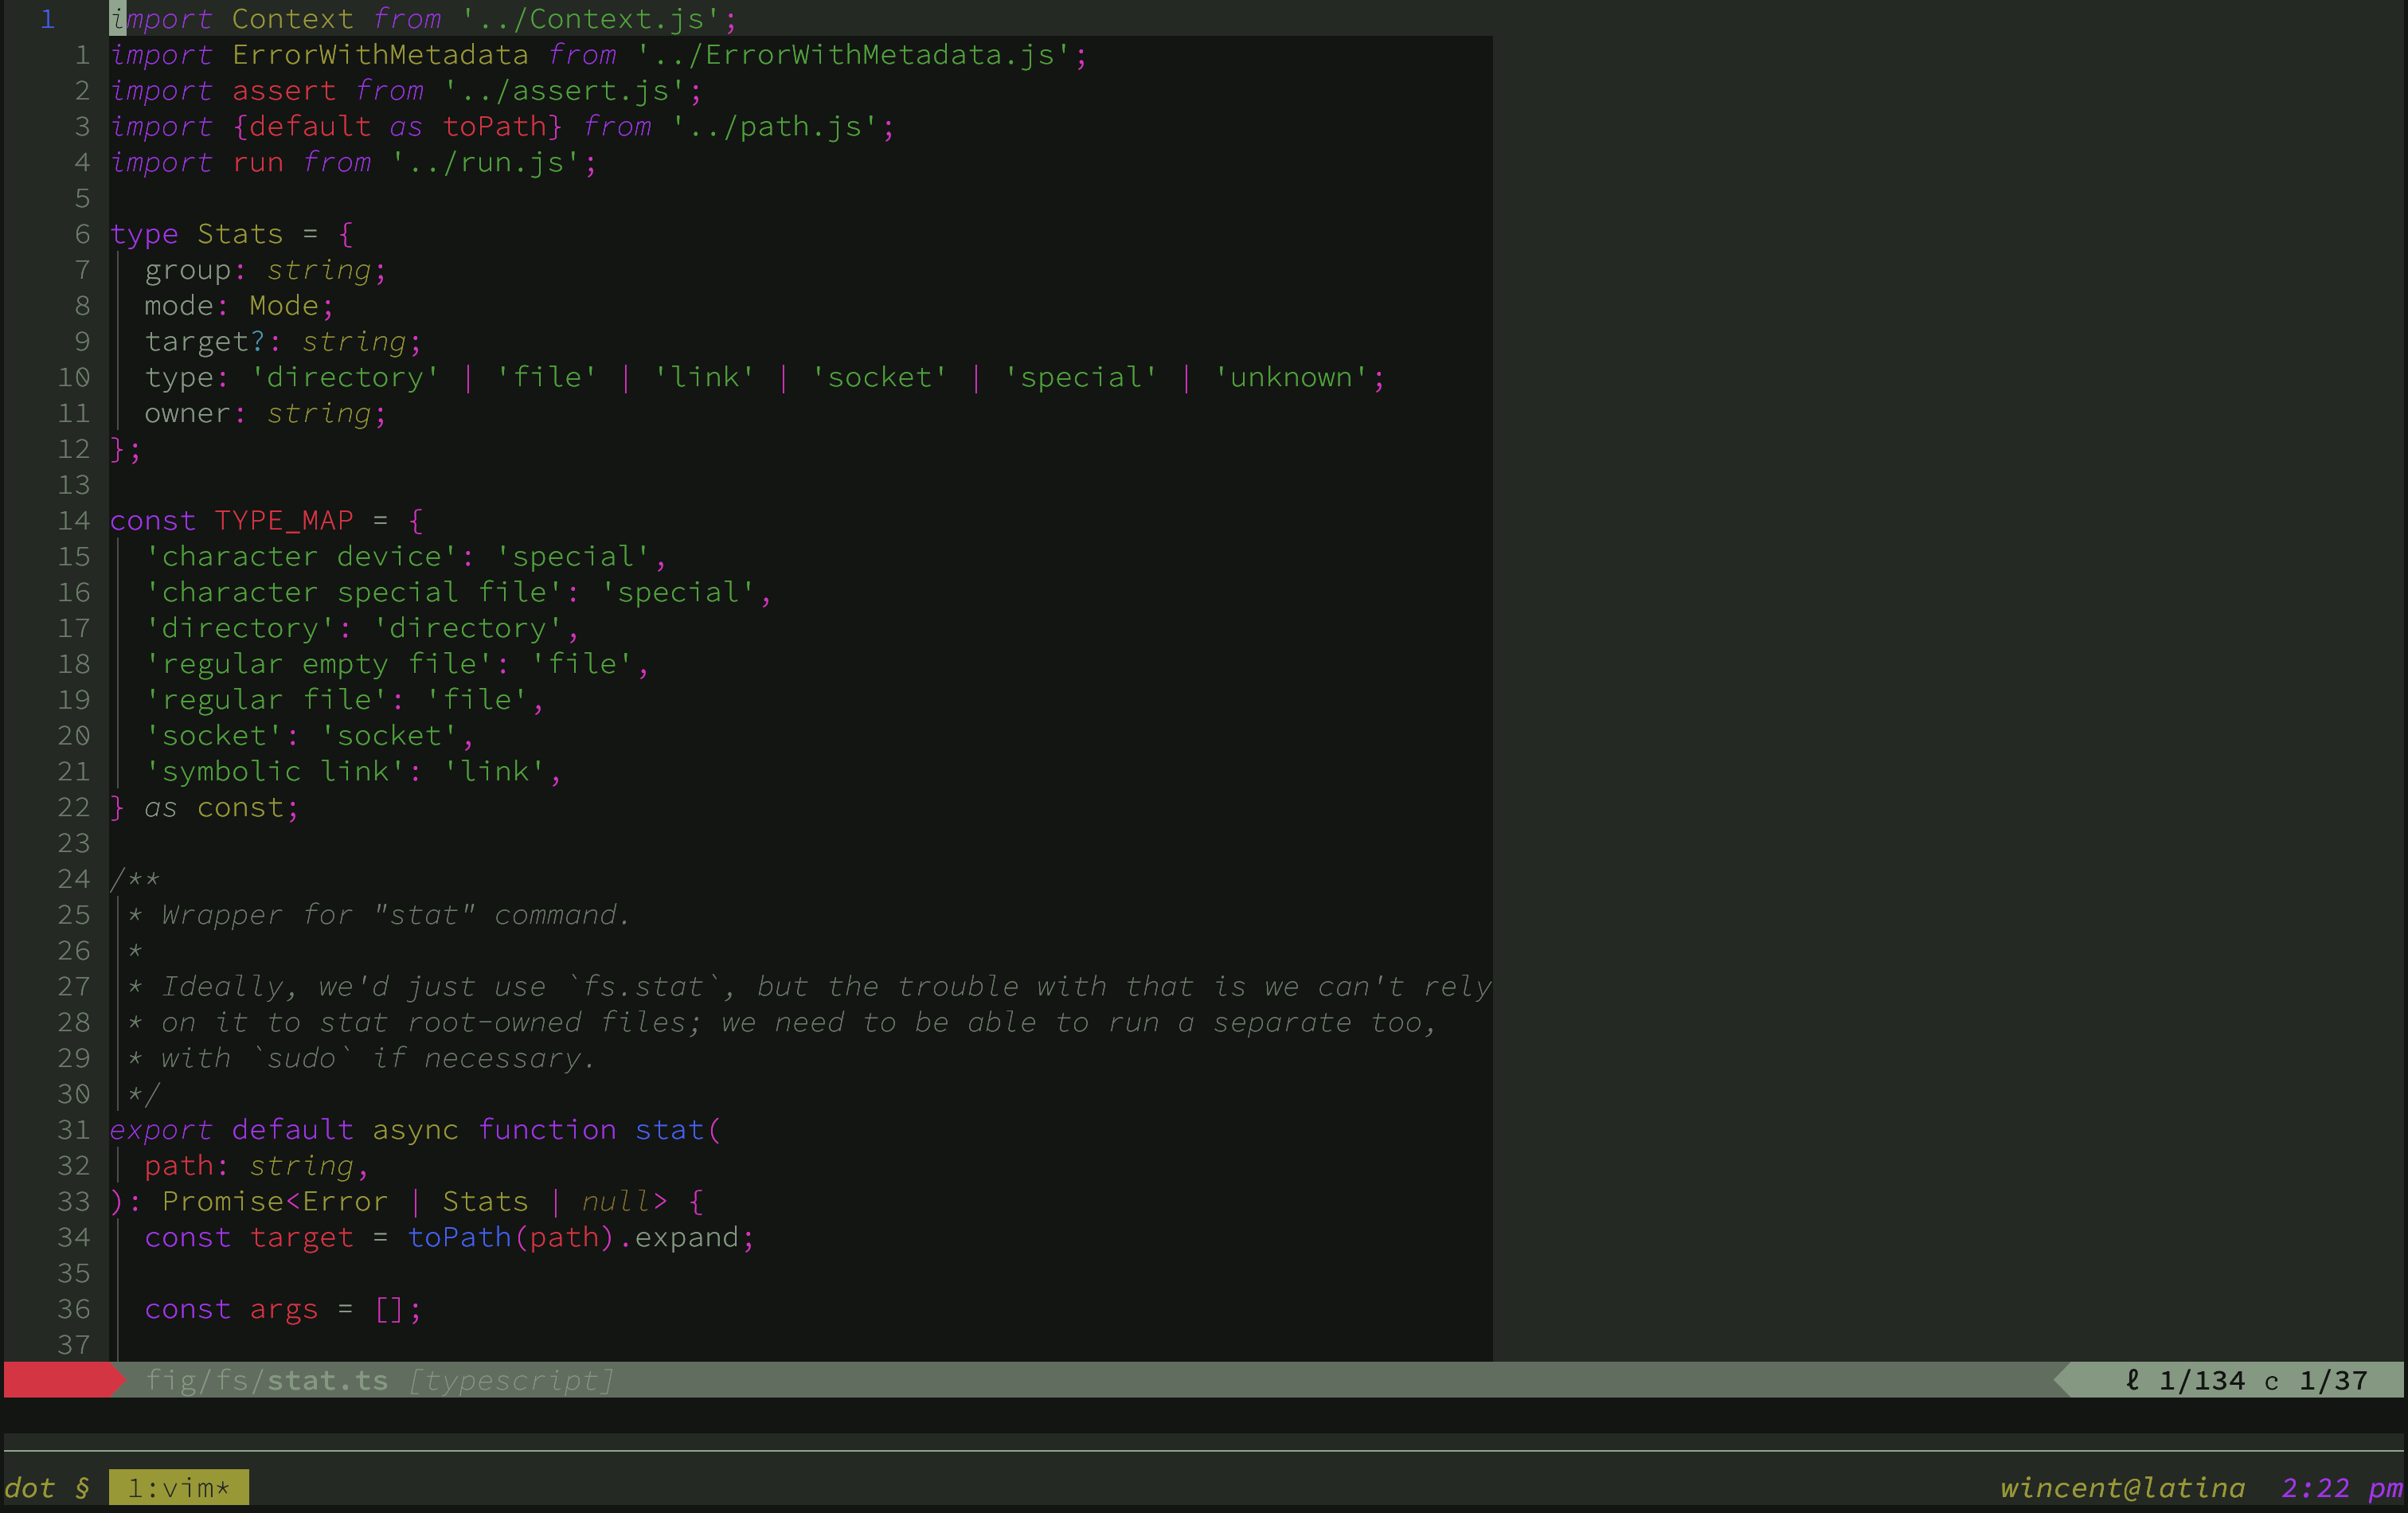 1 import Context from '../Context.js';
1 import ErrorWithMetadata from '../ErrorWithMetadata.js';
2 import assert from '../assert.js';
3 import {default as toPath} from '../path.js';
4 import run from '../run.js';
5
6 type Stats = {
7   group: string;
8   mode: Mode;
9   target?: string;
10   type: 'directory' | 'file' | 'link' | 'socket' | 'special' | 'unknown';
11   owner: string;
12 };
13
14 const TYPE_MAP = {
15   'character device': 'special',
16   'character special file': 'special',
17   'directory': 'directory',
18   'regular empty file': 'file',
19   'regular file': 'file',
20   'socket': 'socket',
21   'symbolic link': 'link',
22 } as const;
23
24 /**
25  * Wrapper for "stat" command.
26  *
27  * Ideally, we'd just use `fs.stat`, but the trouble with that is we can't rely
28  * on it to stat root-owned files; we need to be able to run a separate too,
29  * with `sudo` if necessary.
30  */
31 export default async function stat(
32   path: string,
33 ): Promise<Error | Stats | null> {
34   const target = toPath(path).expand;
35
36   const args = [];
37
fig/fs/stat.ts [typescript] ℓ 1/134 c 1/37
dot § 1:vim* wincent@latina 2:22 pm